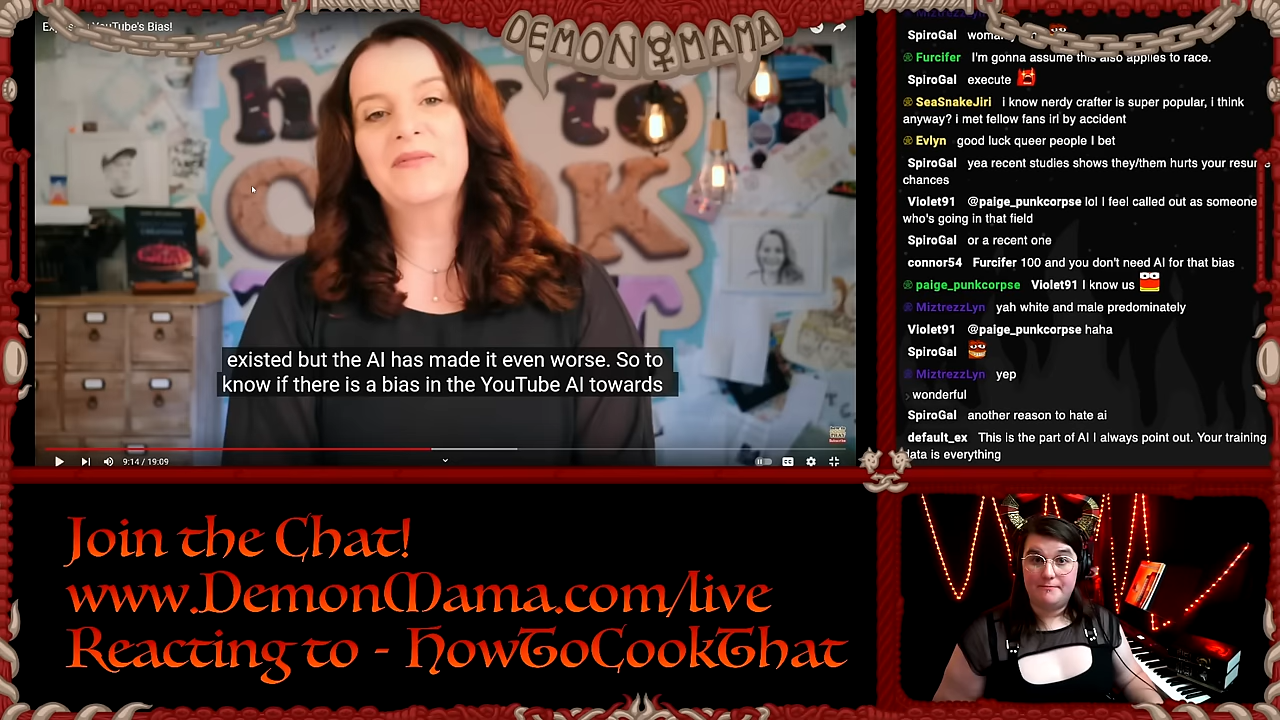 YouTube's Bias!
DEMON MAMA
how to
COOK
existed but the AI has made it even worse. So to
know if there is a bias in the YouTube AI towards
9:14 / 19:09
MiztrezzLyn
SpiroGal
Furcifer I'm gonna assume this also applies to race.
SpiroGal execute
SeaSnakeJiri i know nerdy crafter is super popular, i think
anyway? i met fellow fans irl by accident
Evlyn good luck queer people I bet
SpiroGal yea recent studies shows they/them hurts your resume
chances
Violet91 @paige_punkcorpse lol I feel called out as someone
who's going in that field
SpiroGal or a recent one
connor54 Furcifer 100 and you don't need AI for that bias
paige_punkcorpse Violet91 I know us
MiztrezzLyn yah white and male predominately
Violet91 @paige_punkcorpse haha
SpiroGal
MiztrezzLyn yep
wonderful
SpiroGal another reason to hate ai
default_ex This is the part of AI I always point out. Your training
data is everything
Join the Chat!
www.DemonMama.com/live
Reacting to - HowToCookThat